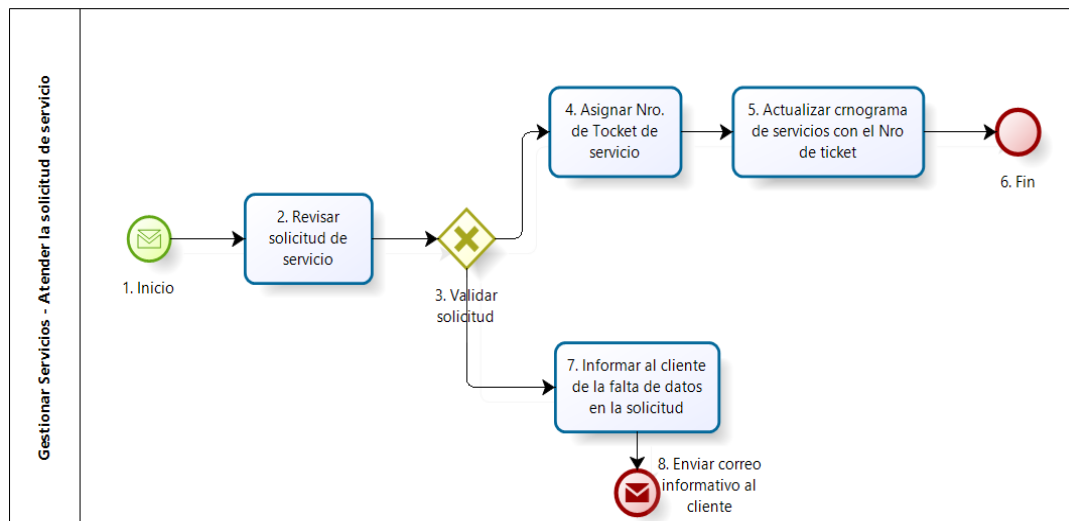 Gestionar Servicios - Atender la solicitud de servicio
1. Inicio
2. Revisar
solicitud de
servicio
3. Validar
solicitud
4. Asignar Nro.
de Tocket de
servicio
5. Actualizar crnograma
de servicios con el Nro
de ticket
6. Fin
7. Informar al cliente
de la falta de datos
en la solicitud
8. Enviar correo
informativo al
cliente